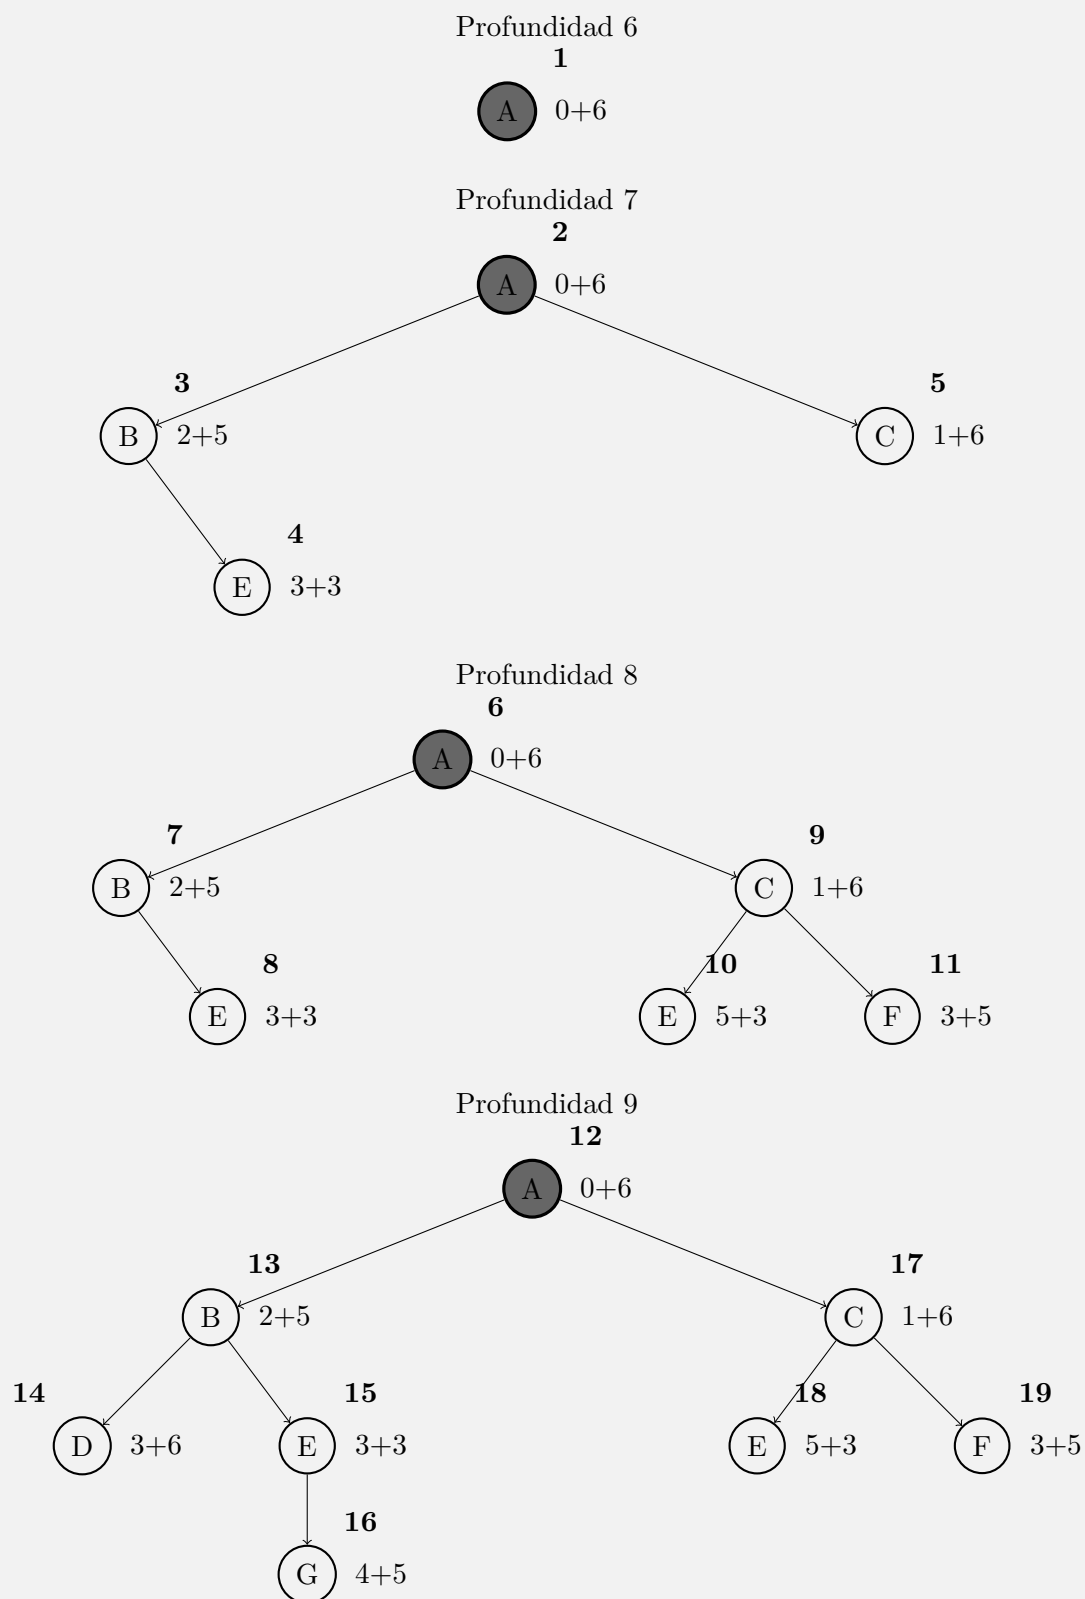 Profundidad 6
1
A 0+6
Profundidad 7
2
A 0+6
3 5
B 2+5 C 1+6
4
E 3+3
Profundidad 8
6
A 0+6
7 9
B 2+5 C 1+6
8 10 11
E 3+3 E 5+3 F 3+5
Profundidad 9
12
A 0+6
13 17
B 2+5 C 1+6
14 15 18 19
D 3+6 E 3+3 E 5+3 F 3+5
16
G 4+5